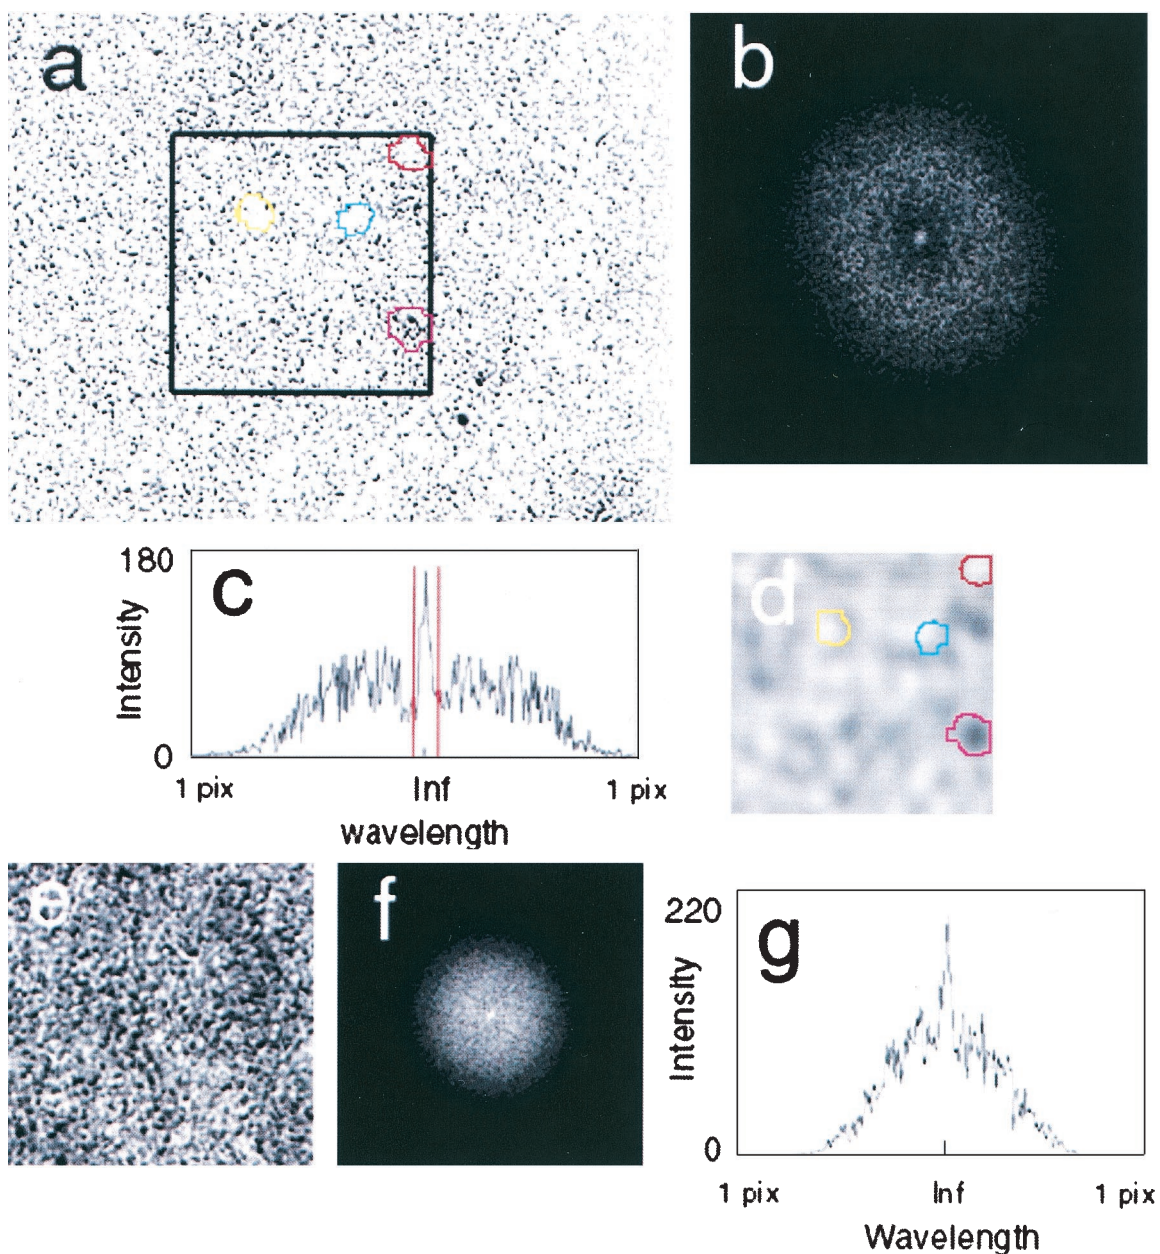 a
b
180
c
Intensity
0
1 pix
Inf
1 pix
wavelength
d
e
f
220
g
Intensity
0
1 pix
Inf
1 pix
Wavelength